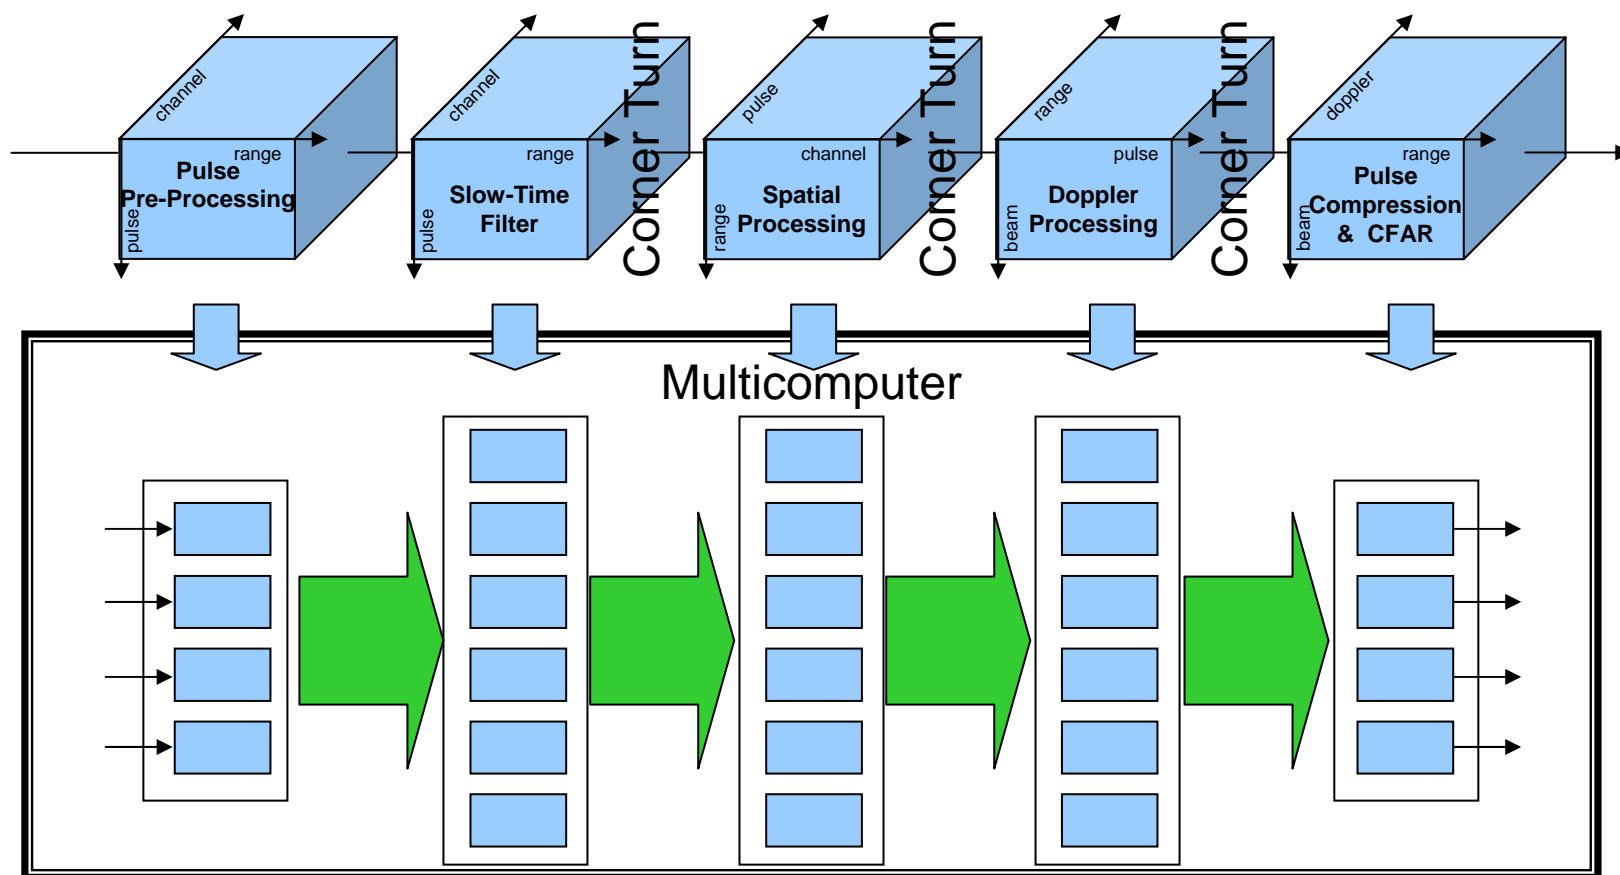 channel
range
Pulse
Pre-Processing
pulse
channel
range
Slow-Time
Filter
pulse
Corner Turn
pulse
channel
Spatial
Processing
range
Corner Turn
range
pulse
Doppler
Processing
beam
Corner Turn
doppler
range
Pulse
Compression
& CFAR
beam
Multicomputer